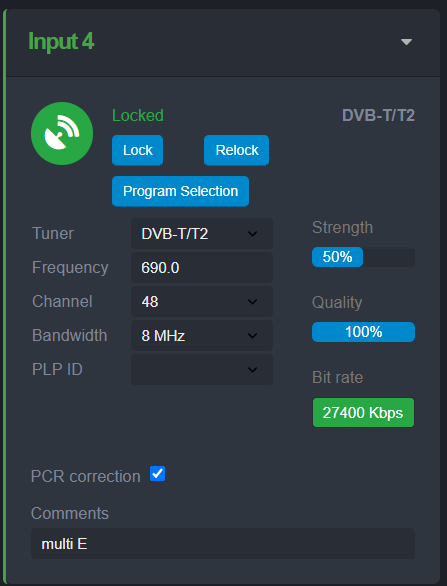 Input 4
Locked
DVB-T/T2
Lock
Relock
Program Selection
Tuner
DVB-T/T2
Strength
50%
Frequency
690.0
Channel
48
Quality
100%
Bandwidth
8 MHz
PLP ID
Bit rate
27400 Kbps
PCR correction
Comments
multi E